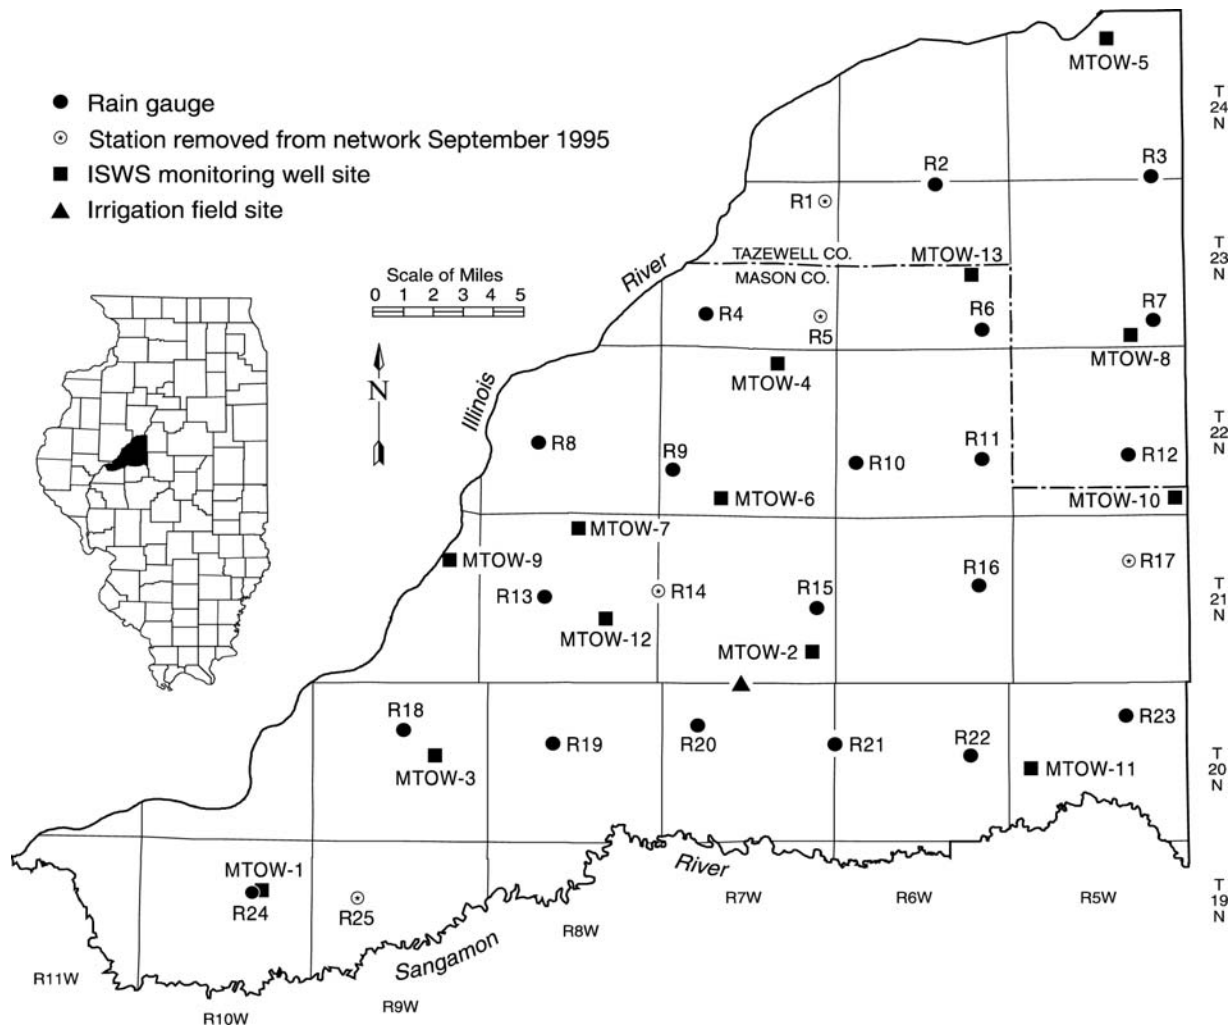 MTOW-5
T
24
N
Rain gauge
Station removed from network September 1995
ISWS monitoring well site
Irrigation field site
R2
R3
R1
River
TAZEWELL CO.
MASON CO.
MTOW-13
T
23
N
Scale of Miles
0 1 2 3 4 5
R4
R5
R6
R7
MTOW-8
MTOW-4
N
Illinois
R8
R9
R10
R11
R12
T
22
N
MTOW-6
MTOW-10
MTOW-7
MTOW-9
R13
R14
R15
R16
R17
T
21
N
MTOW-12
MTOW-2
R18
R19
R20
R21
R22
R23
MTOW-3
MTOW-11
T
20
N
MTOW-1
R24
R25
River
Sangamon
R11W
R10W
R9W
R8W
R7W
R6W
R5W
T
19
N